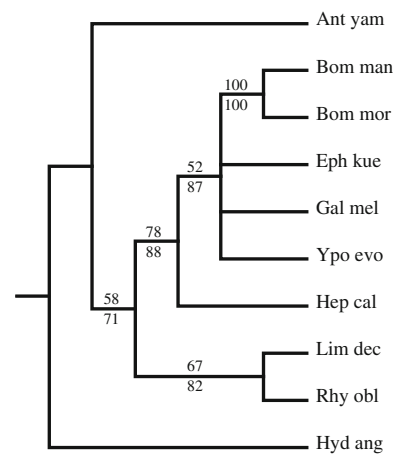 Ant yam
Bom man
100
100
Bom mor
Eph kue
52
87
Gal mel
78
88
Ypo evo
58
71
Hep cal
Lim dec
67
82
Rhy obl
Hyd ang